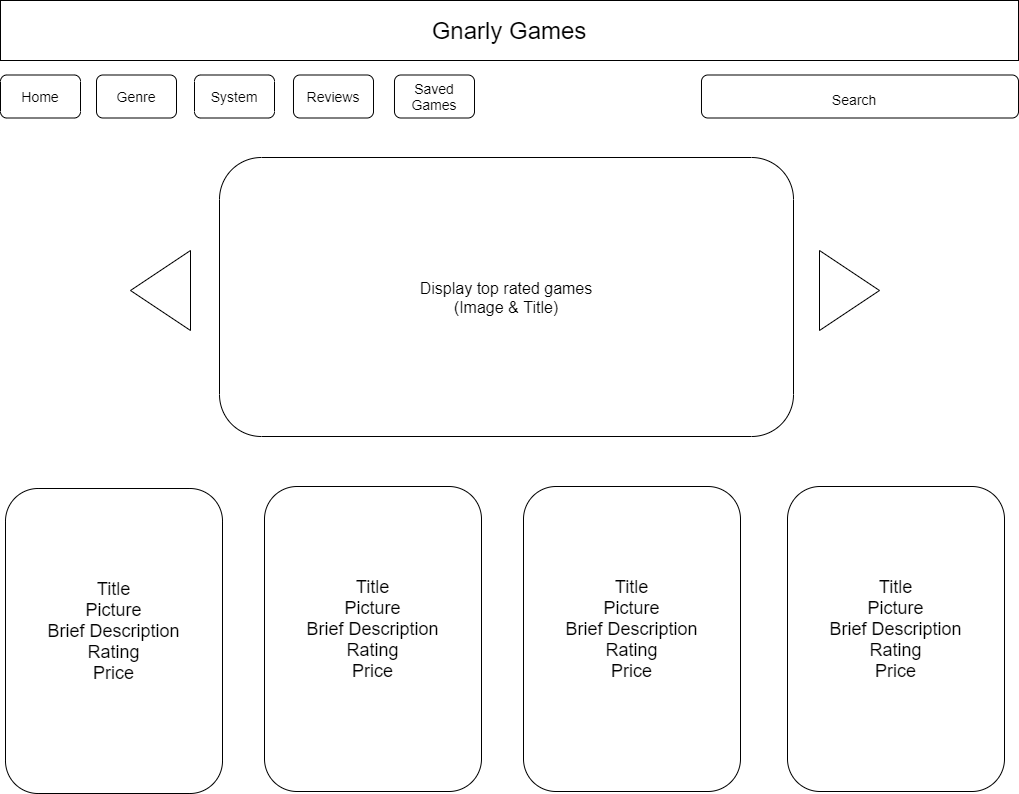 Gnarly Games
Home
Genre
System
Reviews
Saved
Games
Search
Display top rated games
(Image & Title)
Title
Picture
Brief Description
Rating
Price
Title
Picture
Brief Description
Rating
Price
Title
Picture
Brief Description
Rating
Price
Title
Picture
Brief Description
Rating
Price